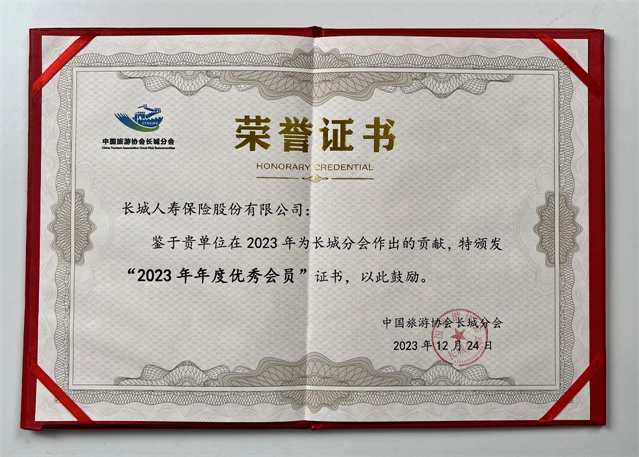 中国旅游协会长城分会
荣誉证书
HONORARY CREDENTIAL
长城人寿保险股份有限公司：
鉴于贵单位在2023年为长城分会作出的贡献，特颁发
“2023年年度优秀会员”证书，以此鼓励。
中国旅游协会长城分会
2023年12月24日